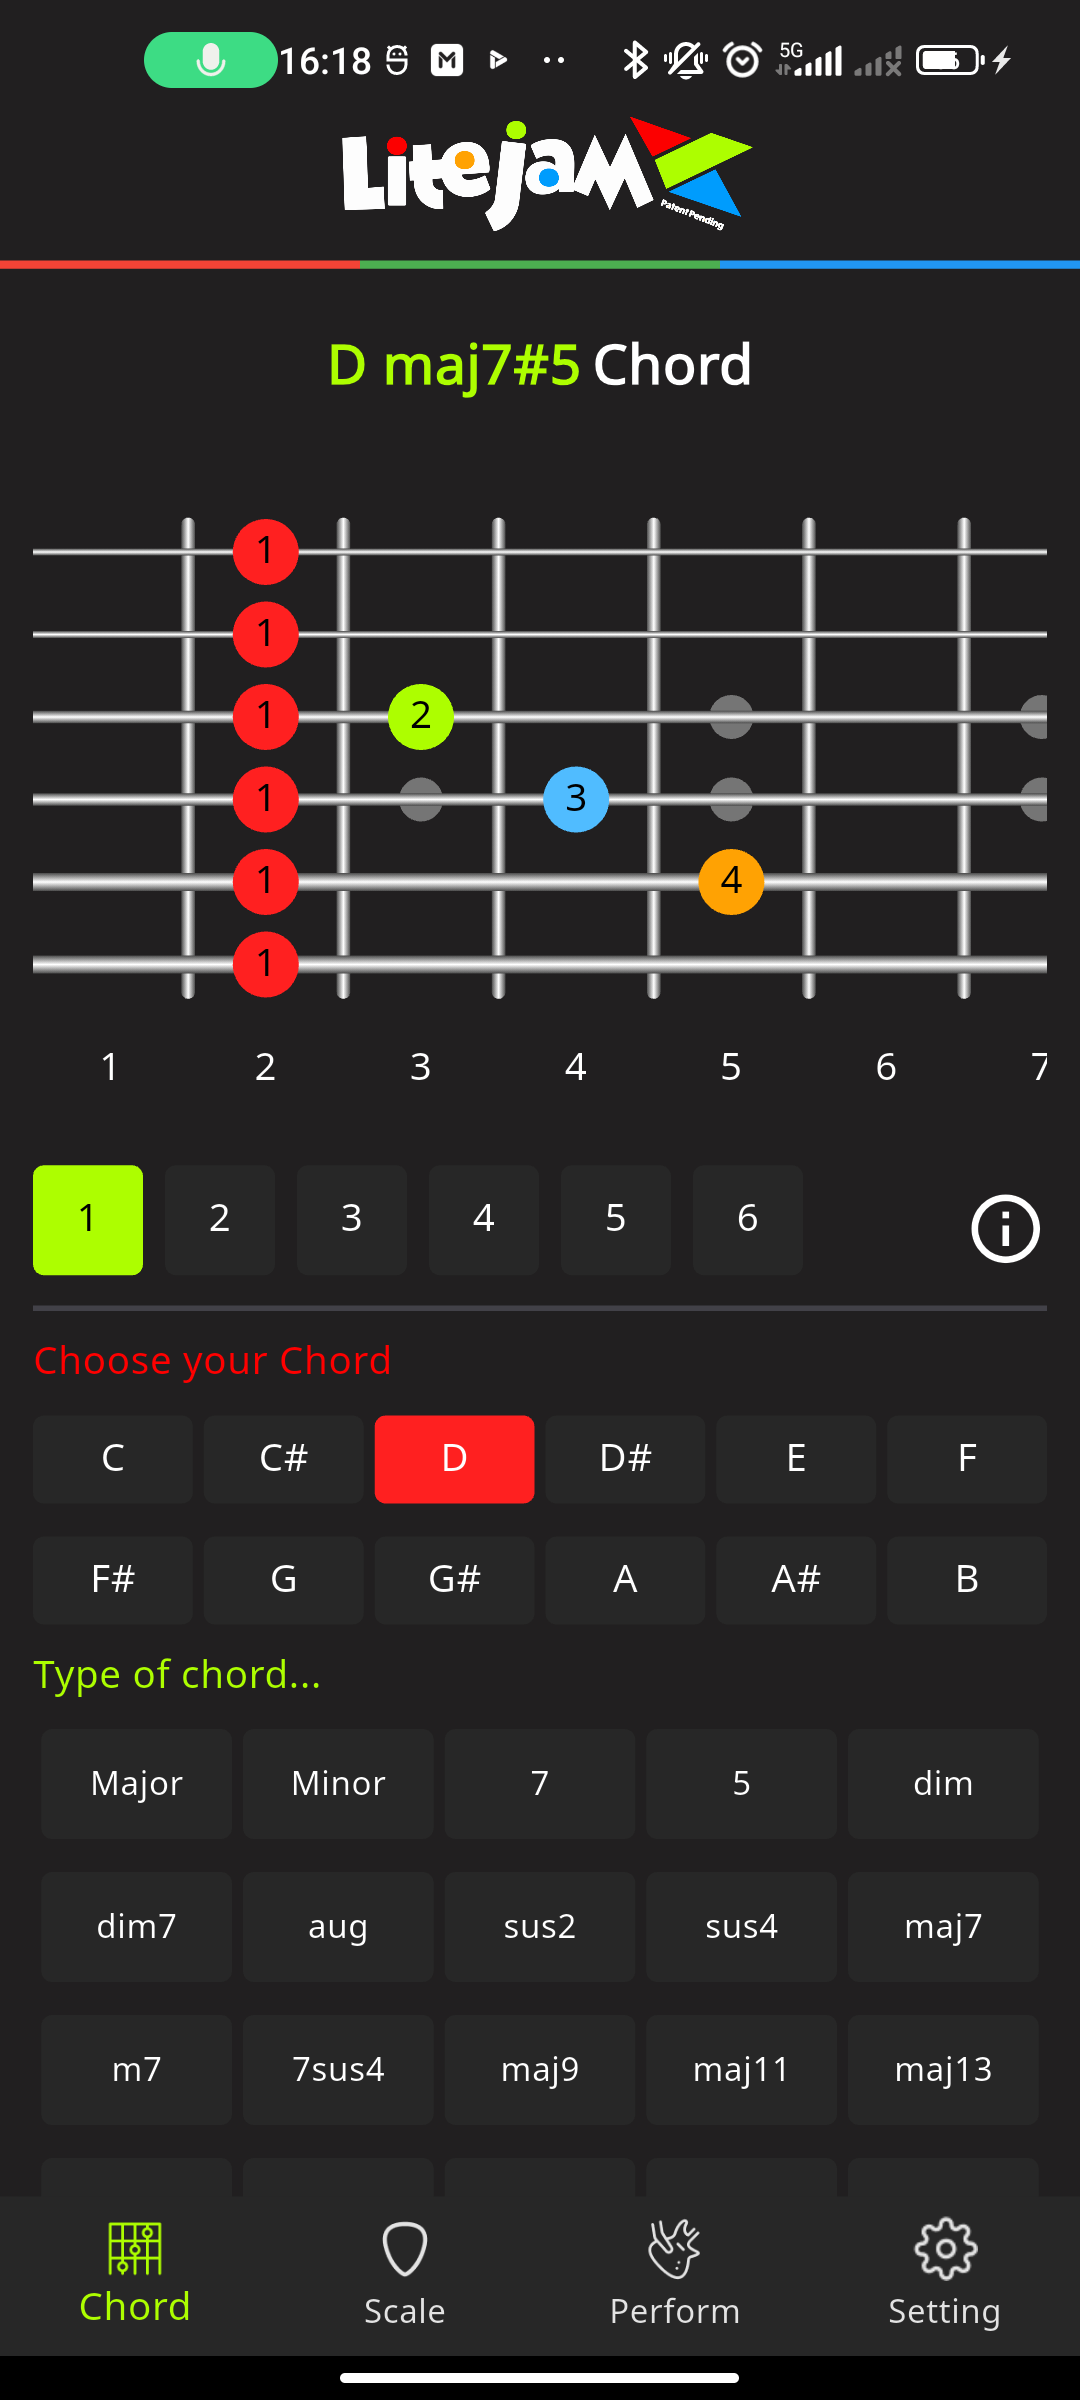 16:18
5G
LiteJam
Patent Pending
D maj7#5 Chord
1
1
1 2
1 3
1 4
1
1 2 3 4 5 6 7
1 2 3 4 5 6
Choose your Chord
C C# D D# E F
F# G G# A A# B
Type of chord...
Major Minor 7 5 dim
dim7 aug sus2 sus4 maj7
m7 7sus4 maj9 maj11 maj13
Chord Scale Perform Setting